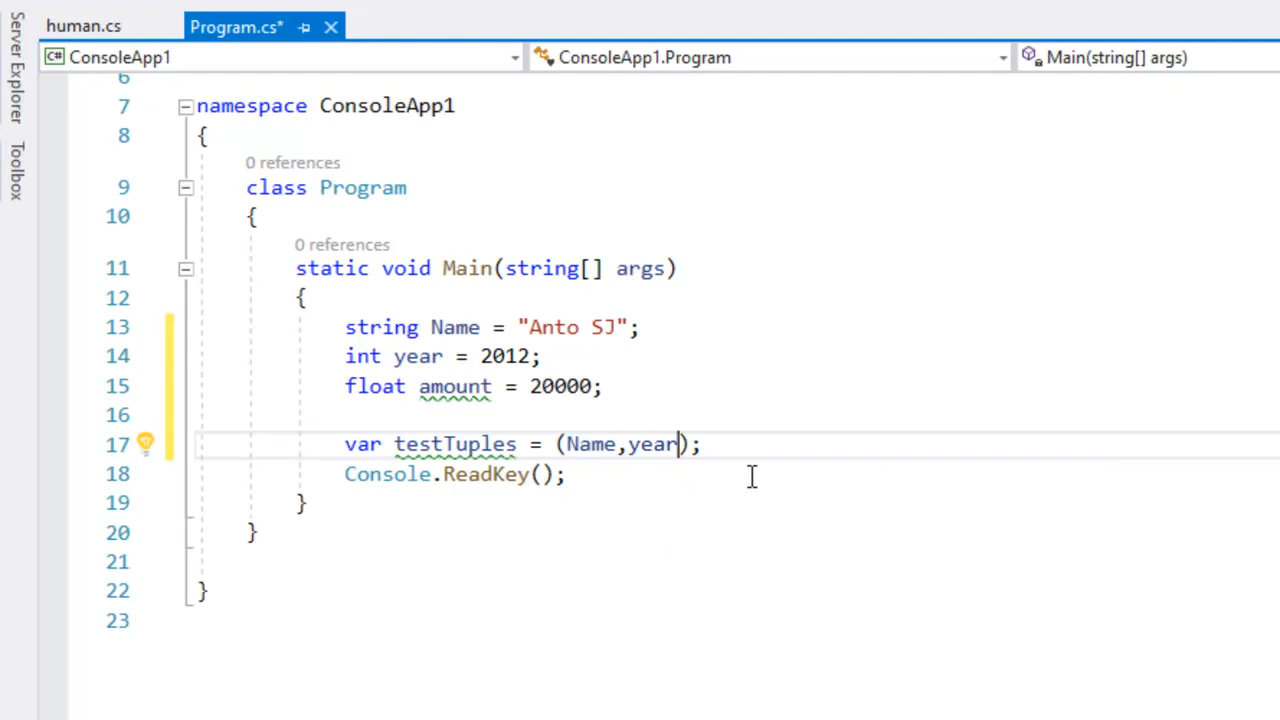 human.cs Program.cs*
ConsoleApp1 ConsoleApp1.Program Main(string[] args)
Server Explorer
Toolbox
6
7 namespace ConsoleApp1
8 {
0 references
9 class Program
10 {
0 references
11 static void Main(string[] args)
12 {
13 string Name = "Anto SJ";
14 int year = 2012;
15 float amount = 20000;
16
17 var testTuples = (Name,year);
18 Console.ReadKey();
19 }
20 }
21
22 }
23